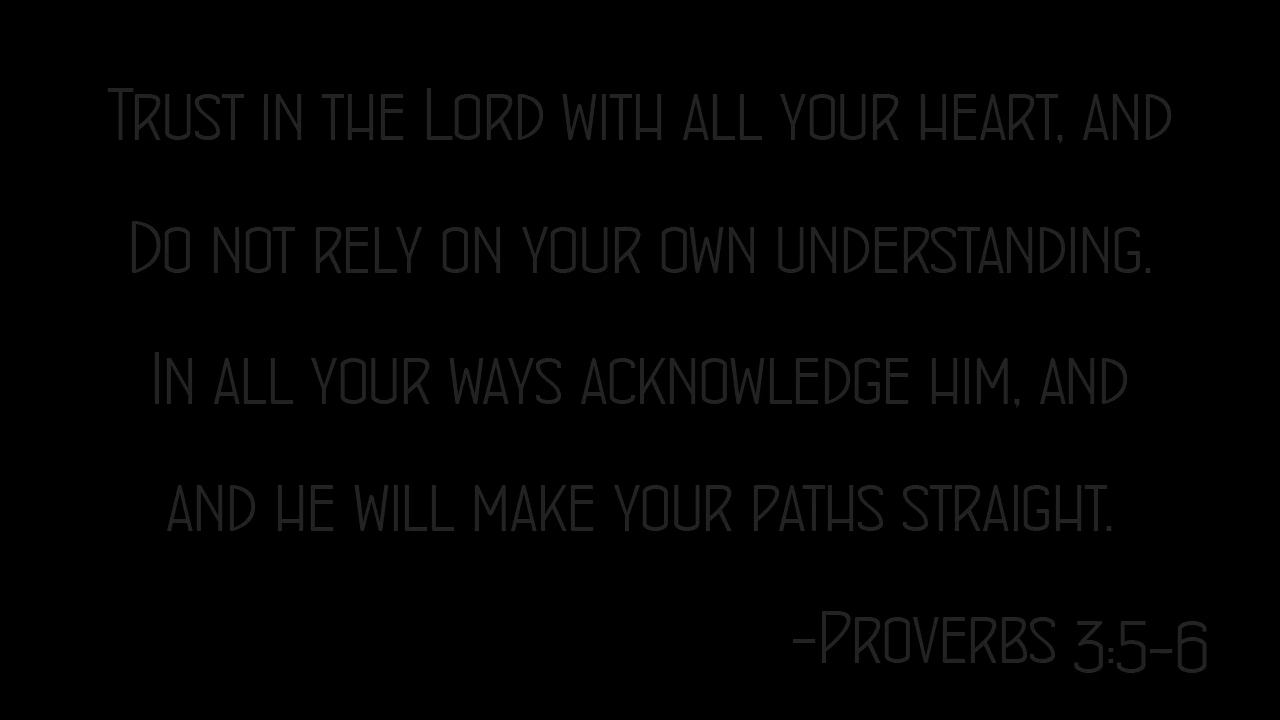 Trust in the Lord with all your heart, and
Do not rely on your own understanding.
In all your ways acknowledge him, and
and he will make your paths straight.
-Proverbs 3:5-6